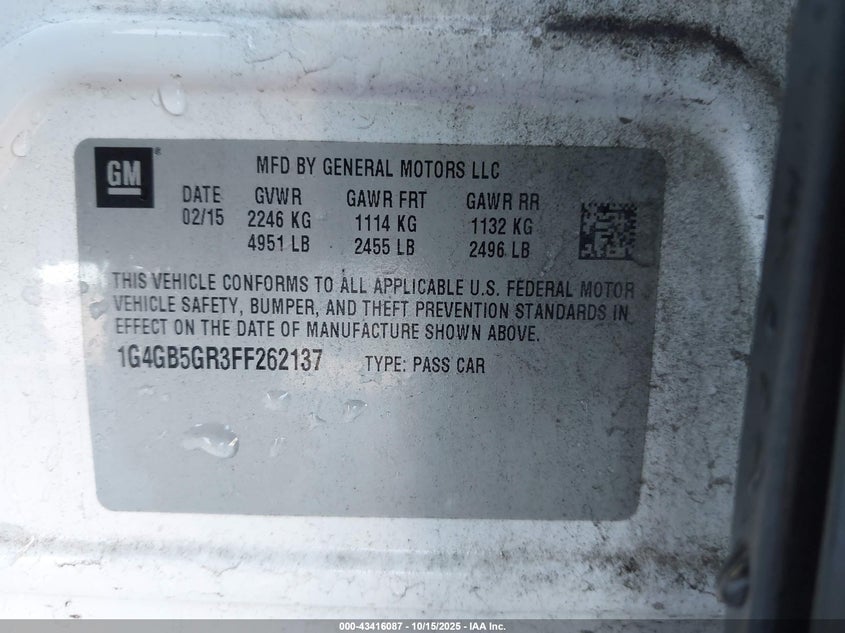 GM®
MFD BY GENERAL MOTORS LLC
DATE GVWR GAWR FRT GAWR RR
02/15 2246 KG 1114 KG 1132 KG
4951 LB 2455 LB 2496 LB
THIS VEHICLE CONFORMS TO ALL APPLICABLE U.S. FEDERAL MOTOR
VEHICLE SAFETY, BUMPER, AND THEFT PREVENTION STANDARDS IN
EFFECT ON THE DATE OF MANUFACTURE SHOWN ABOVE.
1G4GB5GR3FF262137 TYPE: PASS CAR
000-43416087 - 10/15/2025 - IAA Inc.